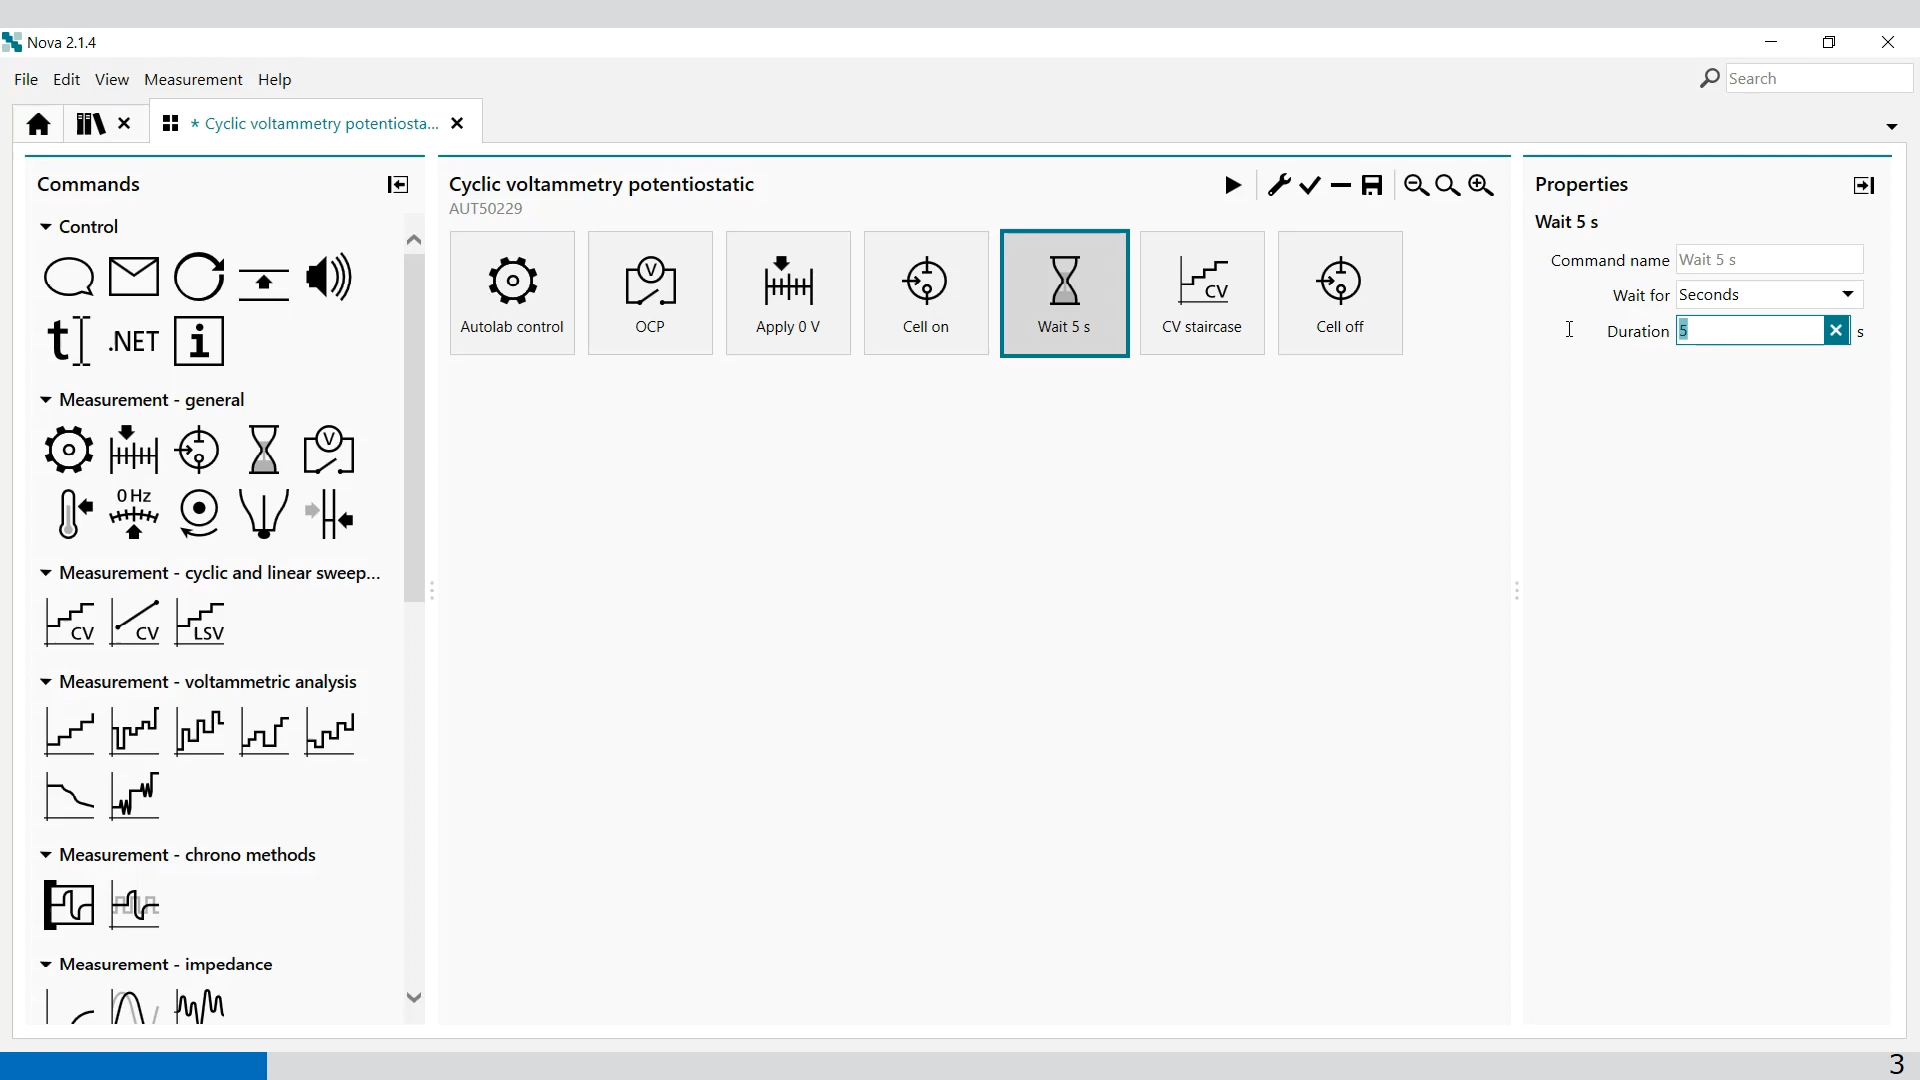 Nova 2.1.4
File Edit View Measurement Help
Search
* Cyclic voltammetry potentiosta...
Commands
Control
t
.NET
i
Measurement - general
V
0 Hz
Measurement - cyclic and linear sweep...
CV
CV
LSV
Measurement - voltammetric analysis
Measurement - chrono methods
Measurement - impedance
Cyclic voltammetry potentiostatic
AUT50229
V
CV
Autolab control
OCP
Apply 0 V
Cell on
Wait 5 s
CV staircase
Cell off
Properties
Wait 5 s
Command name Wait 5 s
Wait for Seconds
Duration 5 s
3